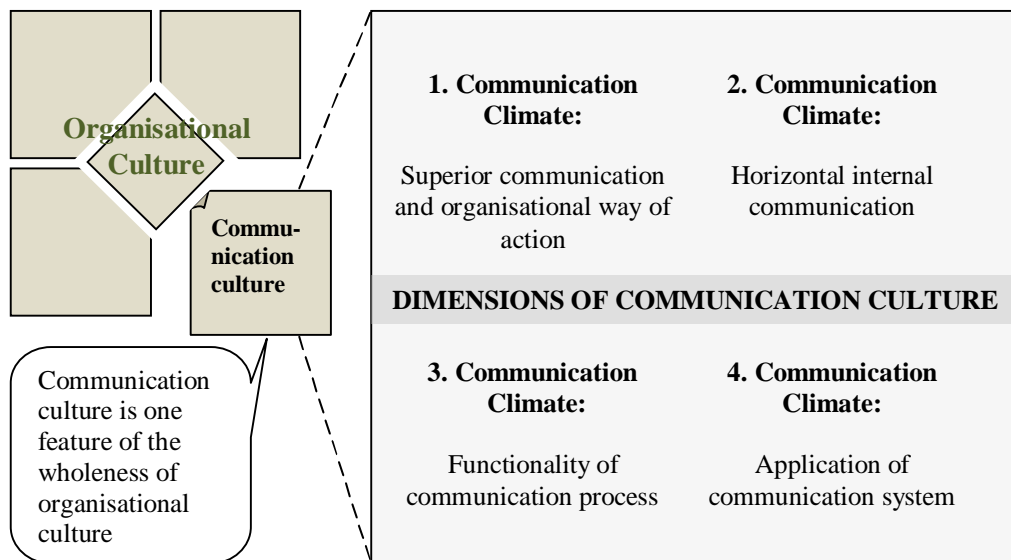 Organisational
Culture
Commu-
nication
culture
Communication
culture is one
feature of the
wholeness of
organisational
culture
1. Communication
Climate:
Superior communication
and organisational way of
action
2. Communication
Climate:
Horizontal internal
communication
DIMENSIONS OF COMMUNICATION CULTURE
3. Communication
Climate:
Functionality of
communication process
4. Communication
Climate:
Application of
communication system